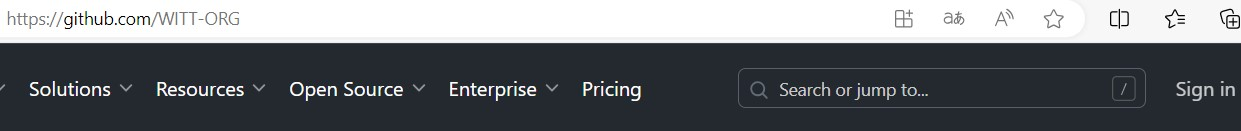 https://github.com/WITT-ORG aあ A
Solutions Resources Open Source Enterprise Pricing Search or jump to... / Sign in